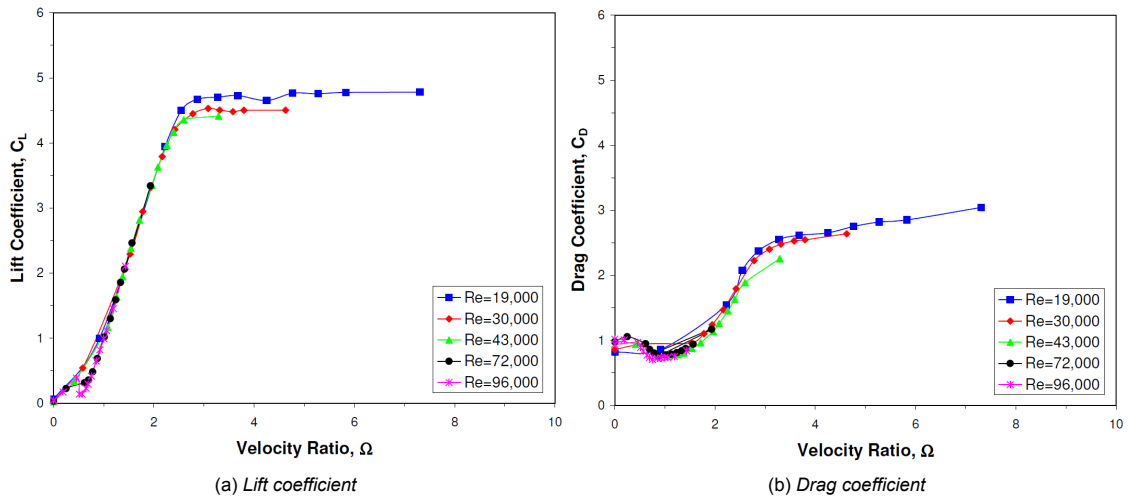 6
5
4
3
2
1
0
Lift Coefficient, C_L
0 2 4 6 8 10
Velocity Ratio, Ω
Re=19,000
Re=30,000
Re=43,000
Re=72,000
Re=96,000
(a) Lift coefficient
6
5
4
3
2
1
0
Drag Coefficient, C_D
0 2 4 6 8 10
Velocity Ratio, Ω
Re=19,000
Re=30,000
Re=43,000
Re=72,000
Re=96,000
(b) Drag coefficient